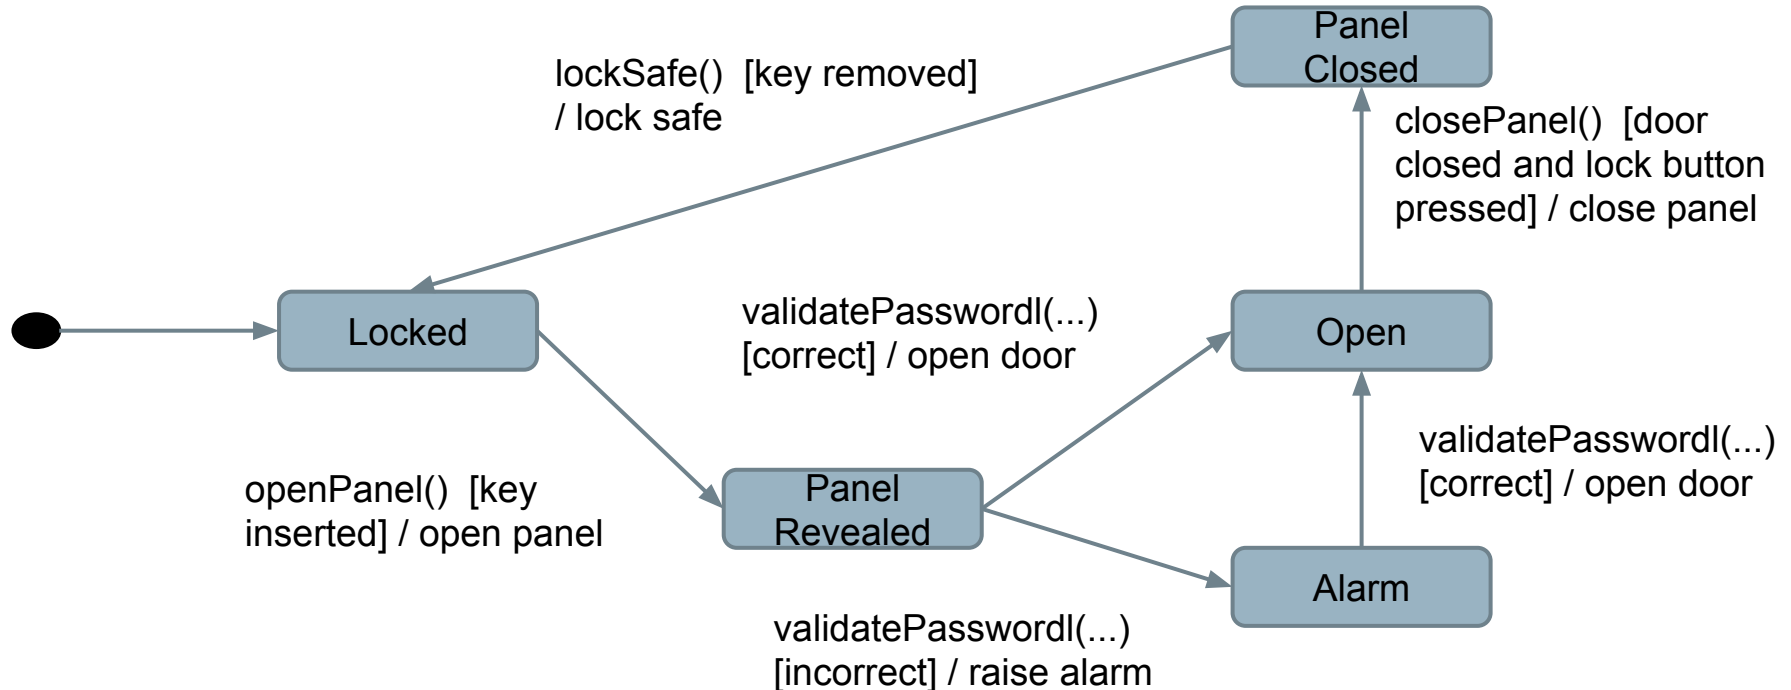 Panel
Closed
lockSafe()  [key removed]
/ lock safe
closePanel()  [door
closed and lock button
pressed] / close panel
Locked
validatePasswordl(...)
[correct] / open door
Open
openPanel()  [key
inserted] / open panel
Panel
Revealed
validatePasswordl(...)
[correct] / open door
Alarm
validatePasswordl(...)
[incorrect] / raise alarm